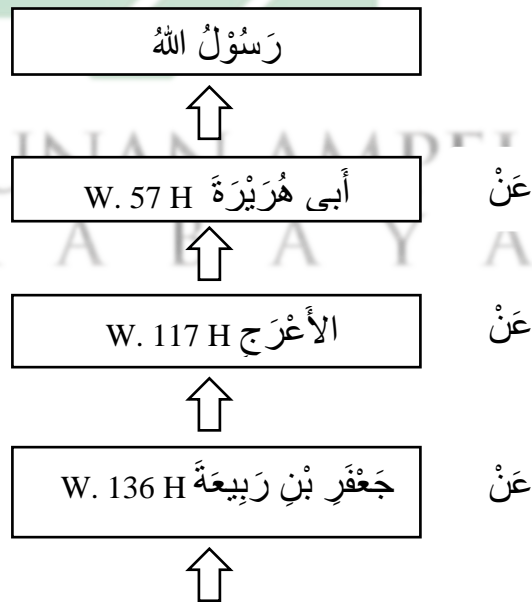 رَسُوْلُ اللهُ
أَبِي هُرَيْرَةَ W. 57 H عَنْ
الأَعْرَجِ W. 117 H عَنْ
جَعْفَرِ بْنِ رَبِيعَةَ W. 136 H عَنْ